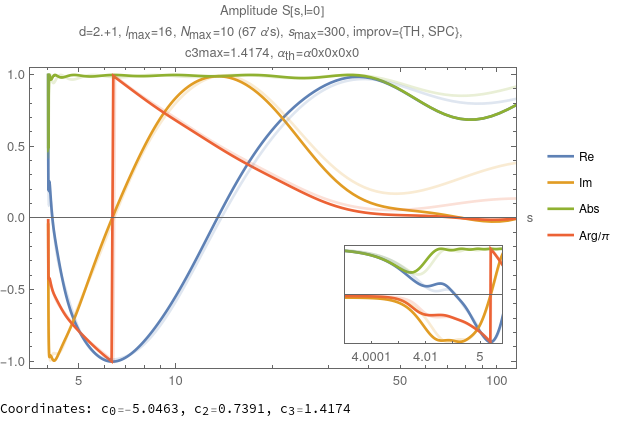 Amplitude S[s,l=0]
d=2.+1, lmax=16, Nmax=10 (67 α's), smax=300, improv={TH, SPC},
c3max=1.4174, αth=α0x0x0x0
1.0
0.5
0.0
−0.5
−1.0
s
5
10
50
100
4.0001
4.01
5
Re
Im
Abs
Arg/π
Coordinates: c0=-5.0463, c2=0.7391, c3=1.4174